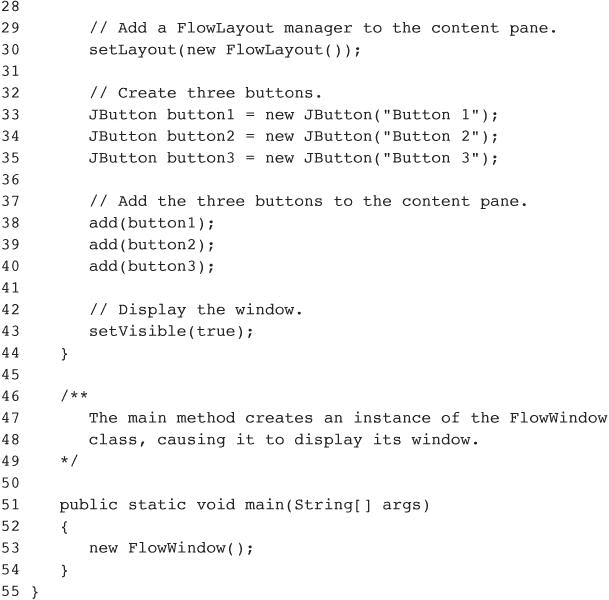 28
29       // Add a FlowLayout manager to the content pane.
30       setLayout(new FlowLayout());
31
32       // Create three buttons.
33       JButton button1 = new JButton("Button 1");
34       JButton button2 = new JButton("Button 2");
35       JButton button3 = new JButton("Button 3");
36
37       // Add the three buttons to the content pane.
38       add(button1);
39       add(button2);
40       add(button3);
41
42       // Display the window.
43       setVisible(true);
44    }
45
46    /**
47       The main method creates an instance of the FlowWindow
48       class, causing it to display its window.
49    */
50
51    public static void main(String[] args)
52    {
53       new FlowWindow();
54    }
55 }